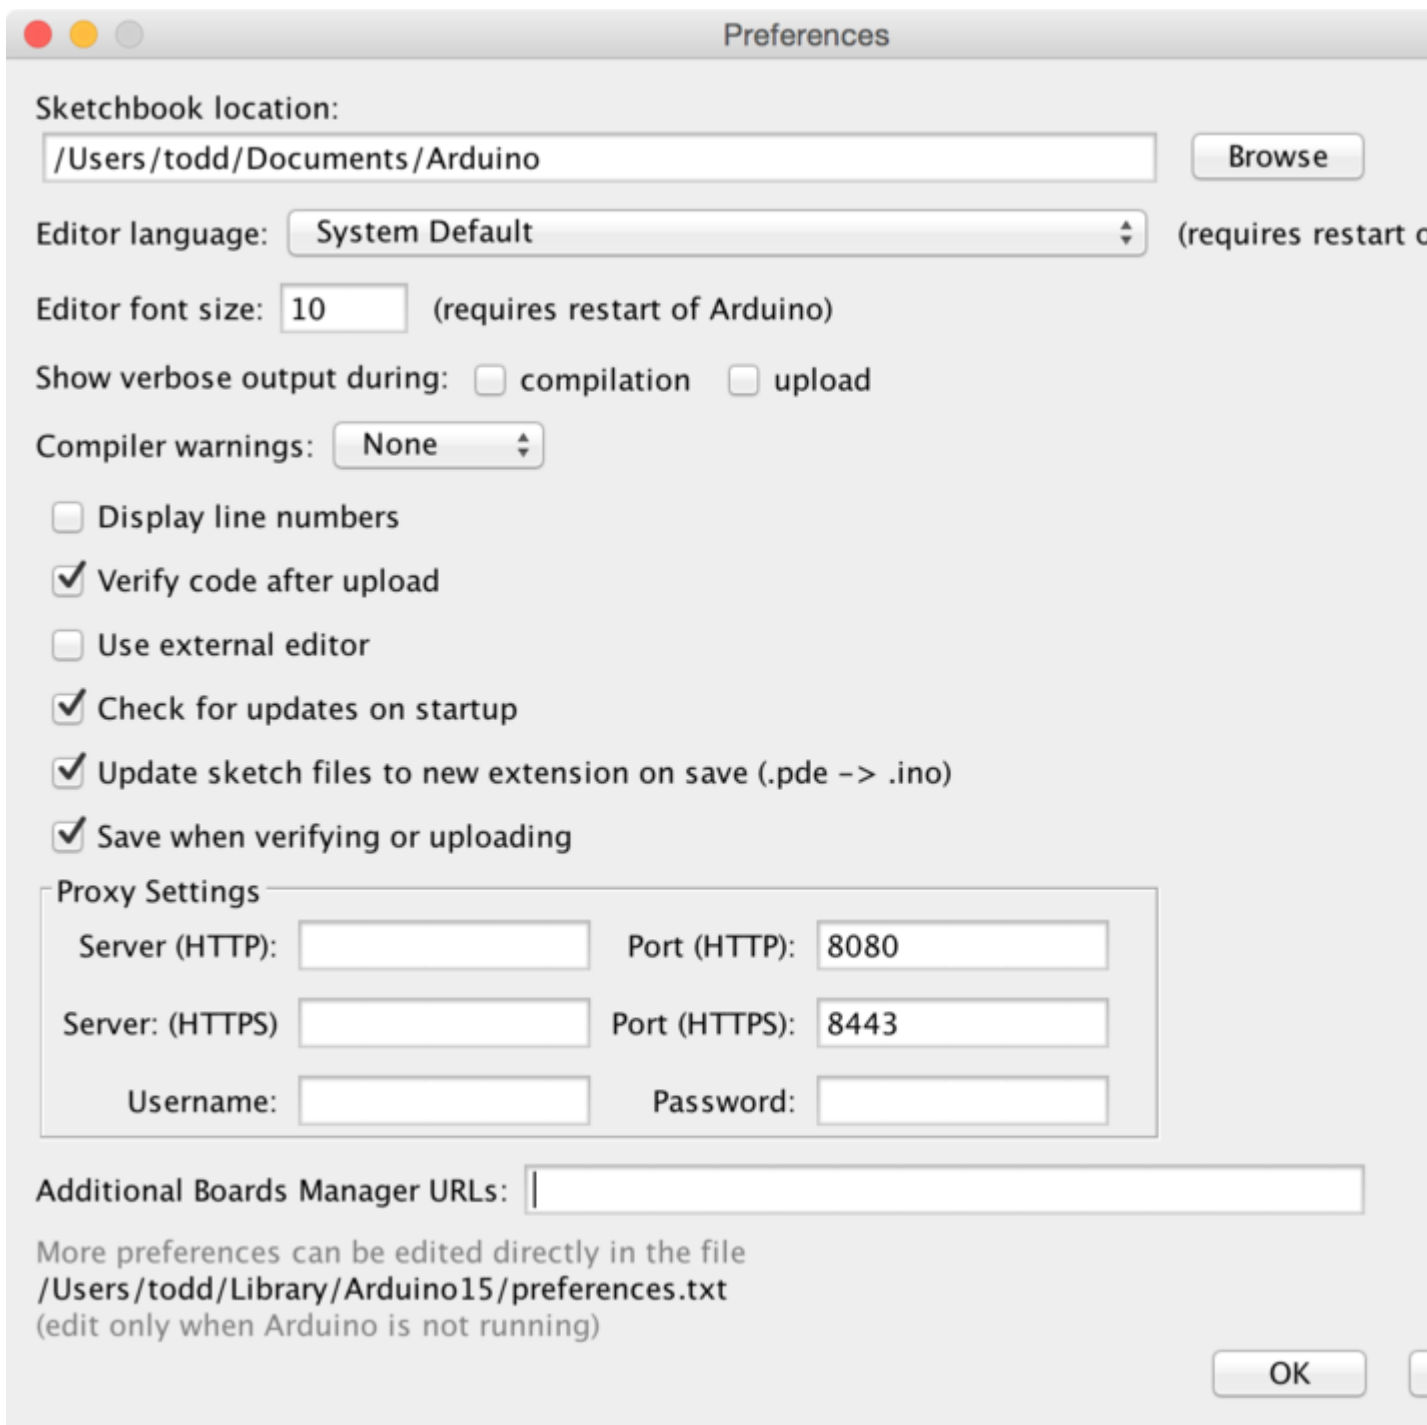 Preferences
Sketchbook location:
/Users/todd/Documents/Arduino
Browse
Editor language: System Default (requires restart
Editor font size: 10 (requires restart of Arduino)
Show verbose output during: compilation upload
Compiler warnings: None
Display line numbers
Verify code after upload
Use external editor
Check for updates on startup
Update sketch files to new extension on save (.pde -> .ino)
Save when verifying or uploading
Proxy Settings
Server (HTTP): Port (HTTP): 8080
Server: (HTTPS) Port (HTTPS): 8443
Username: Password:
Additional Boards Manager URLs:
More preferences can be edited directly in the file
/Users/todd/Library/Arduino15/preferences.txt
(edit only when Arduino is not running)
OK